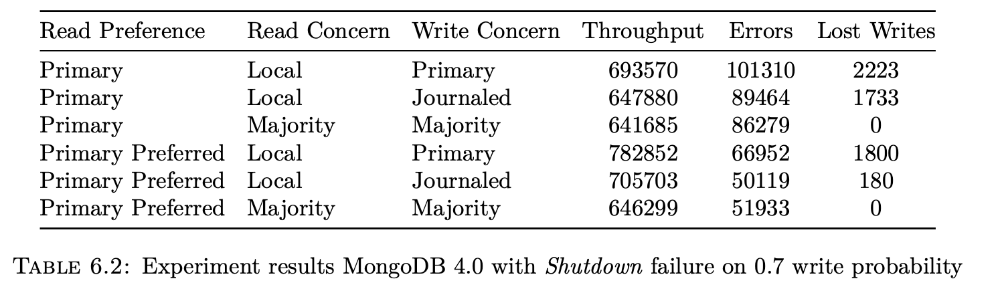 Read Preference Read Concern Write Concern Throughput Errors Lost Writes
Primary Local Primary 693570 101310 2223
Primary Local Journaled 647880 89464 1733
Primary Majority Majority 641685 86279 0
Primary Preferred Local Primary 782852 66952 1800
Primary Preferred Local Journaled 705703 50119 180
Primary Preferred Majority Majority 646299 51933 0
TABLE 6.2: Experiment results MongoDB 4.0 with Shutdown failure on 0.7 write probability